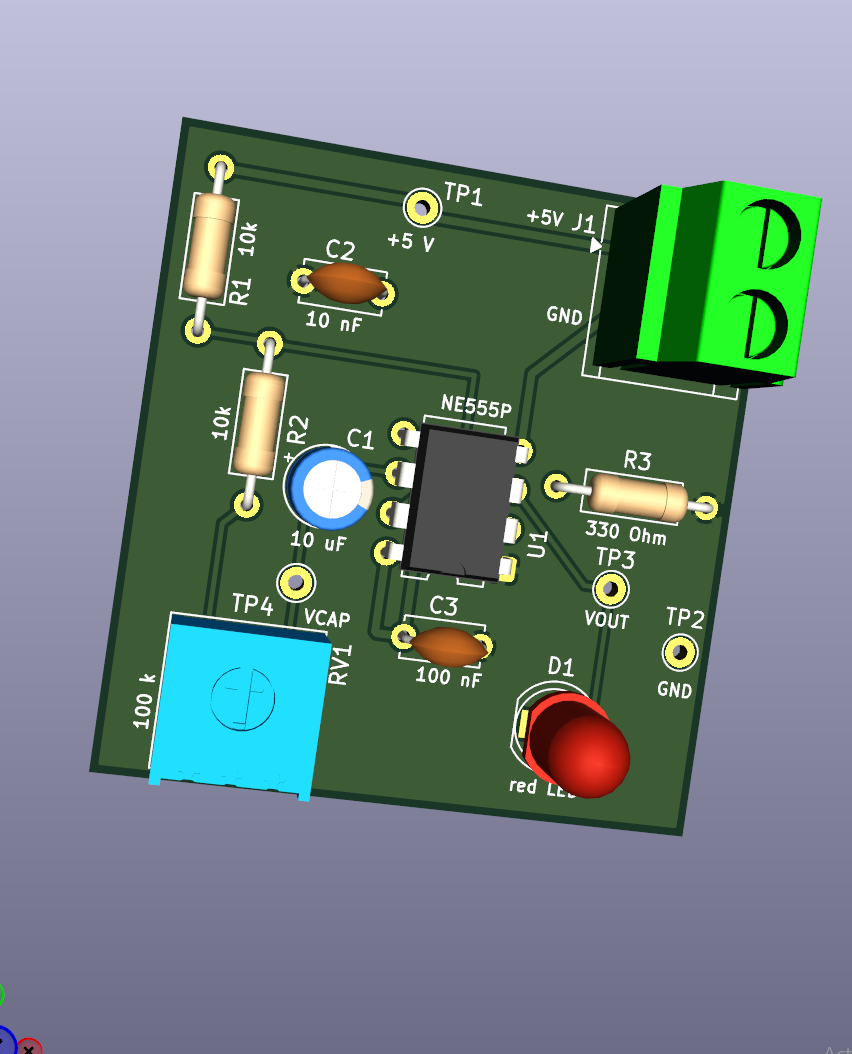 TP1
+5V J1
+5 V
10k
C2
R1
10 nF
GND
NE555P
10k
R2
C1
+
R3
10 uF
330 Ohm
U1
TP3
TP4
VCAP
C3
VOUT
TP2
RV1
100 nF
D1
GND
100 k
red LED